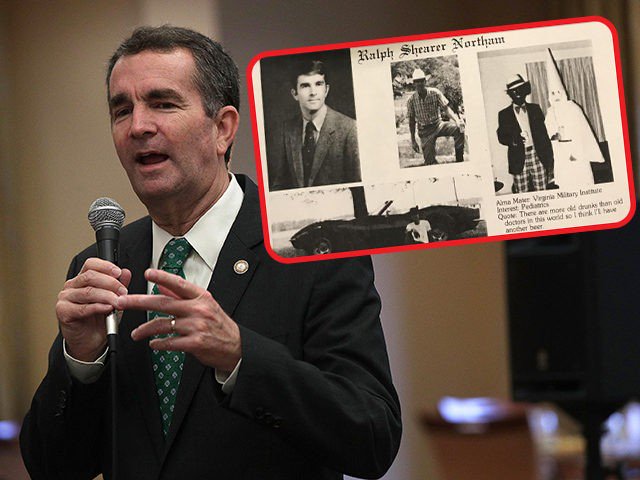 Ralph Shearer Northam
Alma Mater: Virginia Military Institute
Interest: Pediatrics
Quote: There are more old drunks than old
doctors in this world so I think I'll have
another beer.